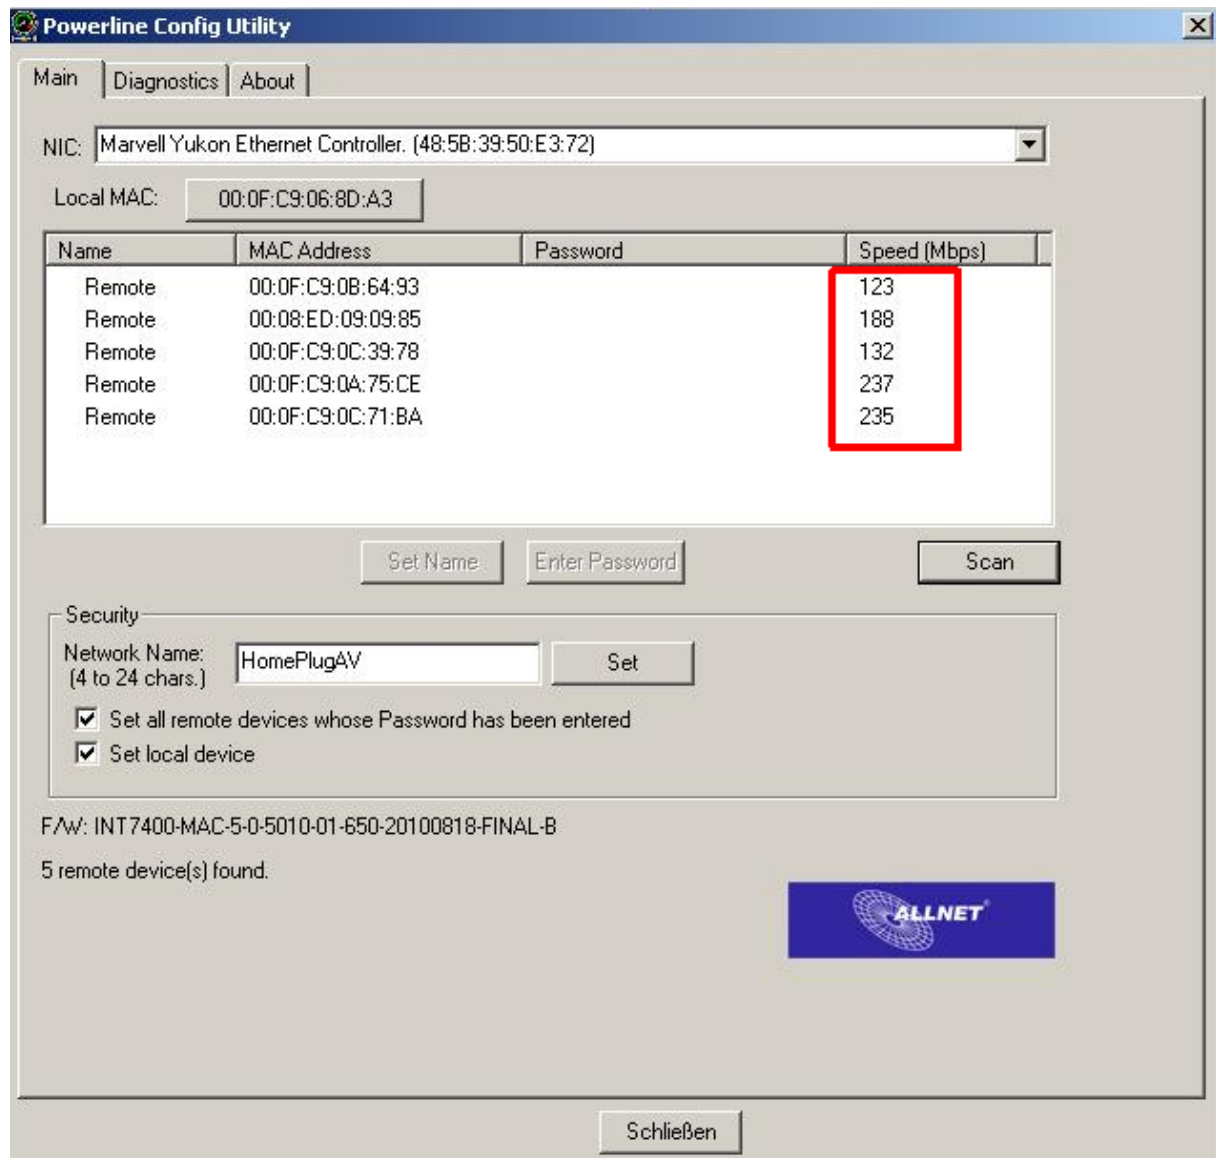 Powerline Config Utility
Main Diagnostics About
NIC: Marvell Yukon Ethernet Controller. (48:5B:39:50:E3:72)
Local MAC: 00:0F:C9:06:8D:A3
Name MAC Address Password Speed (Mbps)
Remote 00:0F:C9:0B:64:93 123
Remote 00:08:ED:09:09:85 188
Remote 00:0F:C9:0C:39:78 132
Remote 00:0F:C9:0A:75:CE 237
Remote 00:0F:C9:0C:71:BA 235
Set Name Enter Password Scan
Security
Network Name: HomePlugAV Set
(4 to 24 chars.)
Set all remote devices whose Password has been entered
Set local device
F/W: INT7400-MAC-5-0-5010-01-650-20100818-FINAL-B
5 remote device(s) found.
ALLNET
Schließen